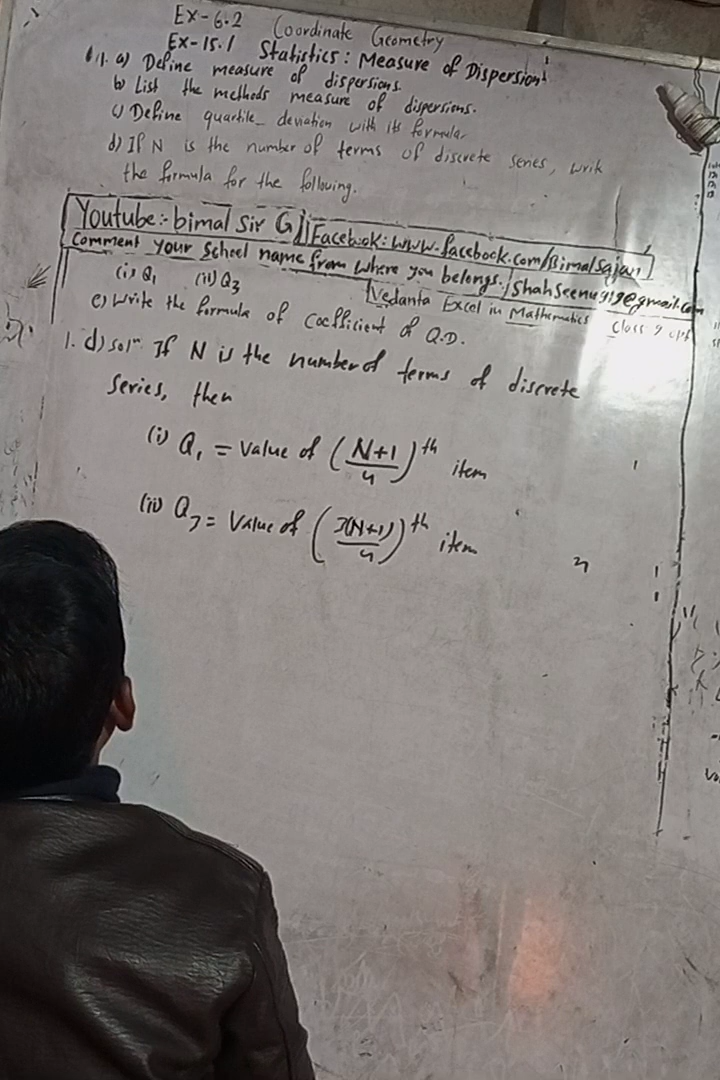 Ex-6.2 Coordinate Geometry
Ex-15.1 Statistics: Measure of Dispersion
1. a) Define measure of dispersions.
b) List the methods measure of dispersions.
c) Define quartile deviation with its formula
d) If N is the number of terms of discrete series, write
the formula for the following.
Youtube:- bimal Sir G || Facebook: www.facebook.com/Bimal Sajan
Comment your School name from where you belongs./
(i) Q₁ (ii) Q₃
Vedanta Excel in Mathematics Class 9
e) Write the formula of Coefficient of Q.D.
1. d) solⁿ If N is the number of terms of discrete
Series, then
(i) Q₁ = Value of (N+1/4)th item
(ii) Q₃ = Value of (3(N+1)/4)th item